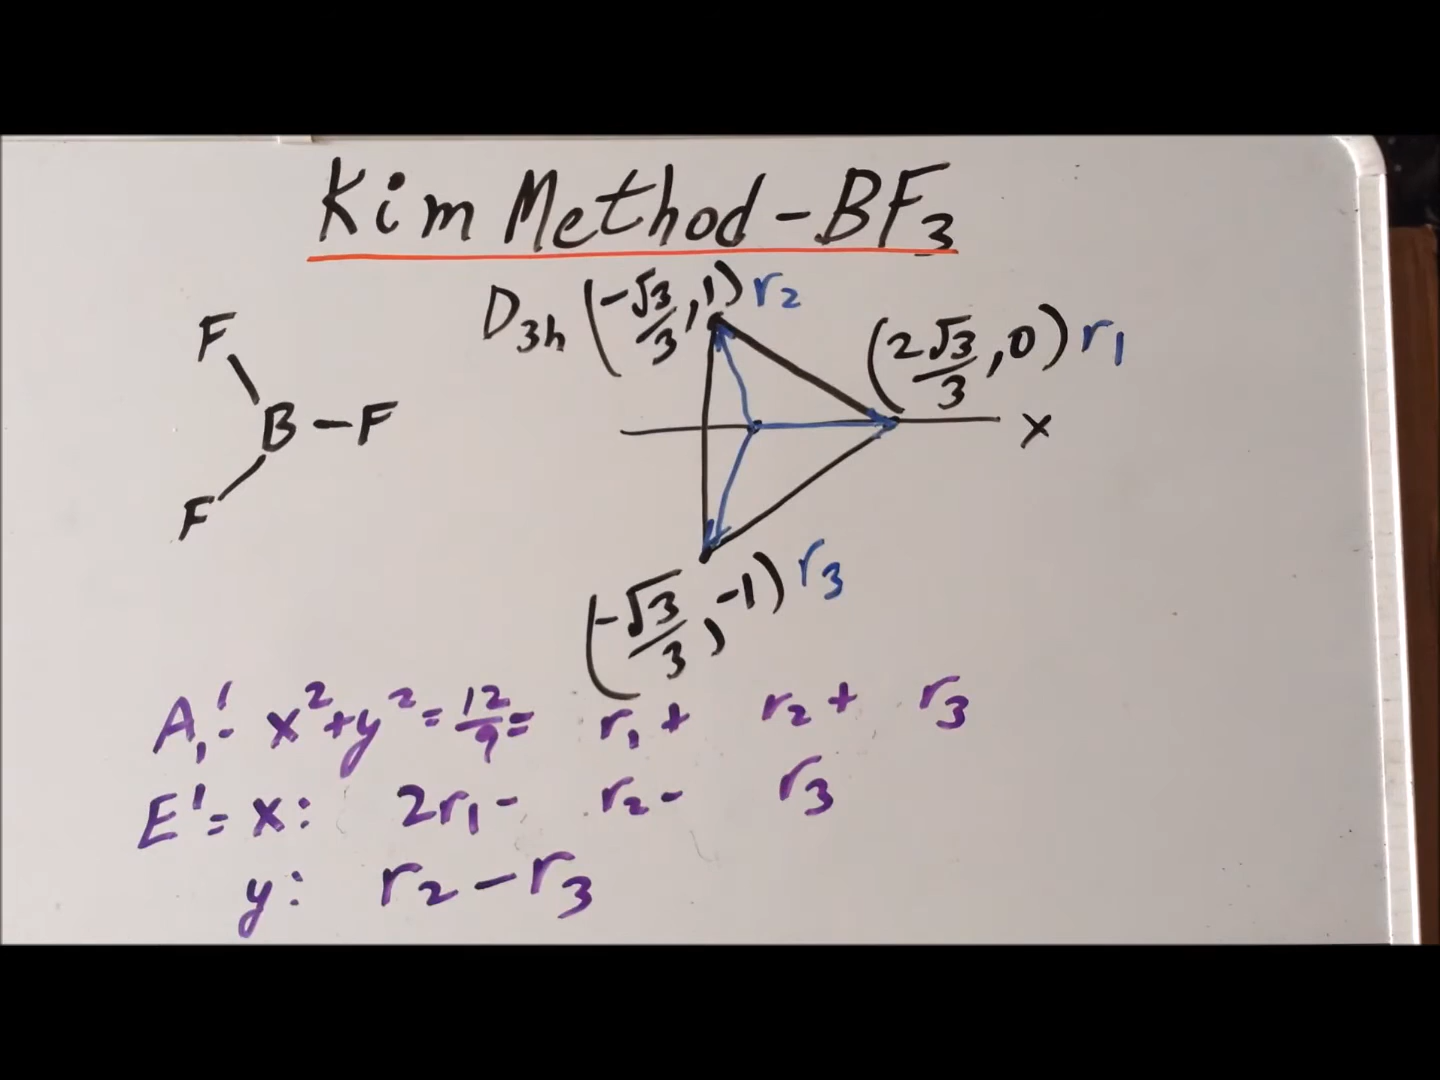 Kim Method - BF₃
D₃ₕ (-√3/3, 1) r₂
(2√3/3, 0) r₁
x
F
B - F
F
(-√3/3, -1) r₃
A₁': x² + y² = 12/9 = r₁ + r₂ + r₃
E' = x: 2r₁ - r₂ - r₃
y: r₂ - r₃